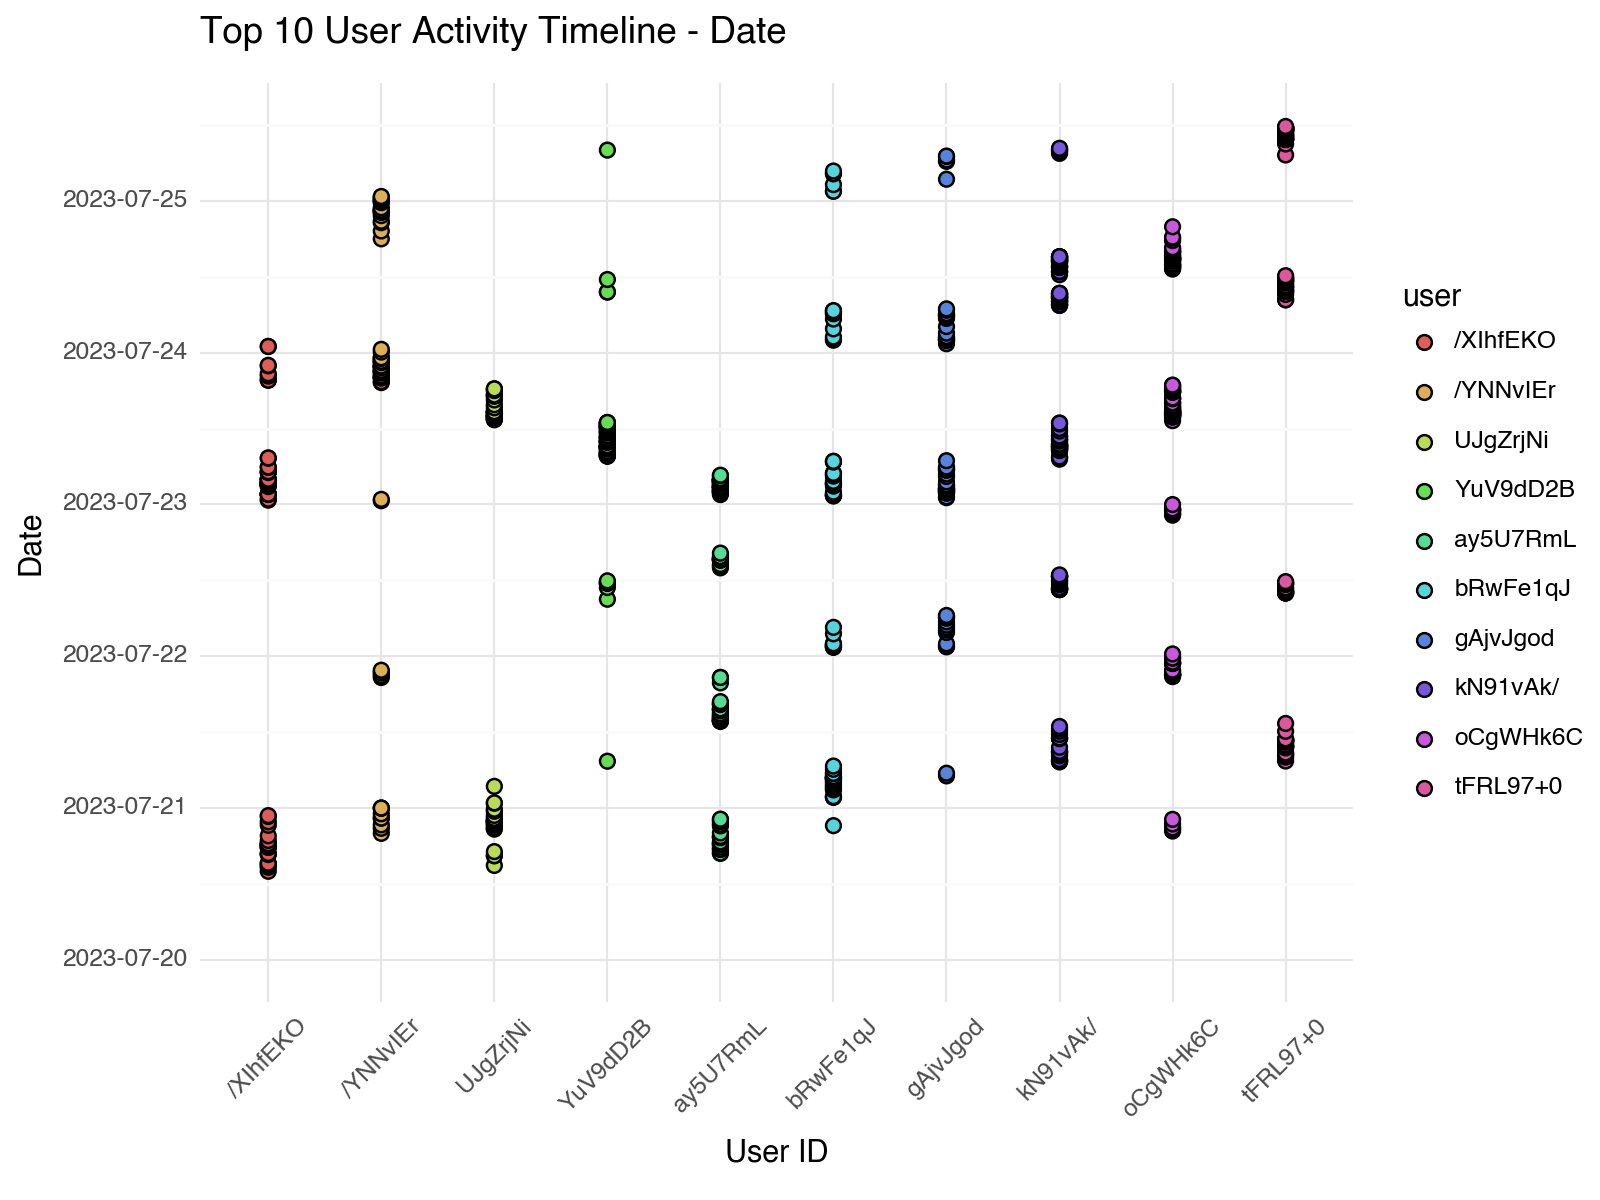 Top 10 User Activity Timeline - Date
Date
2023-07-25
2023-07-24
2023-07-23
2023-07-22
2023-07-21
2023-07-20
/XIhfEKO
/YNNvIEr
UJgZrjNi
YuV9dD2B
ay5U7RmL
bRwFe1qJ
gAjvJgod
kN91vAk/
oCgWHk6C
tFRL97+0
User ID
user
/XIhfEKO
/YNNvIEr
UJgZrjNi
YuV9dD2B
ay5U7RmL
bRwFe1qJ
gAjvJgod
kN91vAk/
oCgWHk6C
tFRL97+0